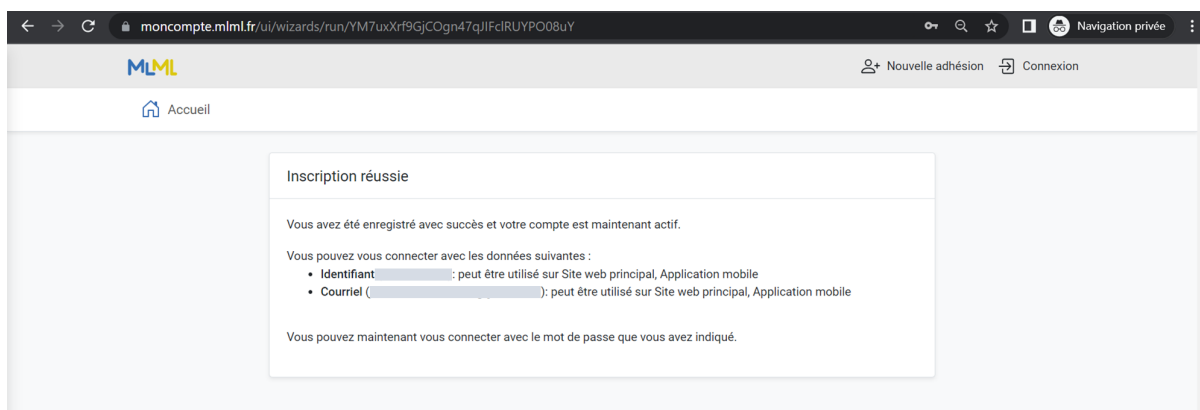 moncompte.mlml.fr/ui/wizards/run/YM7uxXrf9GjCOgn47qJIFclRUYPO08uY
Navigation privée
MLML
Nouvelle adhésion
Connexion
Accueil
Inscription réussie
Vous avez été enregistré avec succès et votre compte est maintenant actif.
Vous pouvez vous connecter avec les données suivantes :
• Identifiant : peut être utilisé sur Site web principal, Application mobile
• Courriel ( ): peut être utilisé sur Site web principal, Application mobile
Vous pouvez maintenant vous connecter avec le mot de passe que vous avez indiqué.